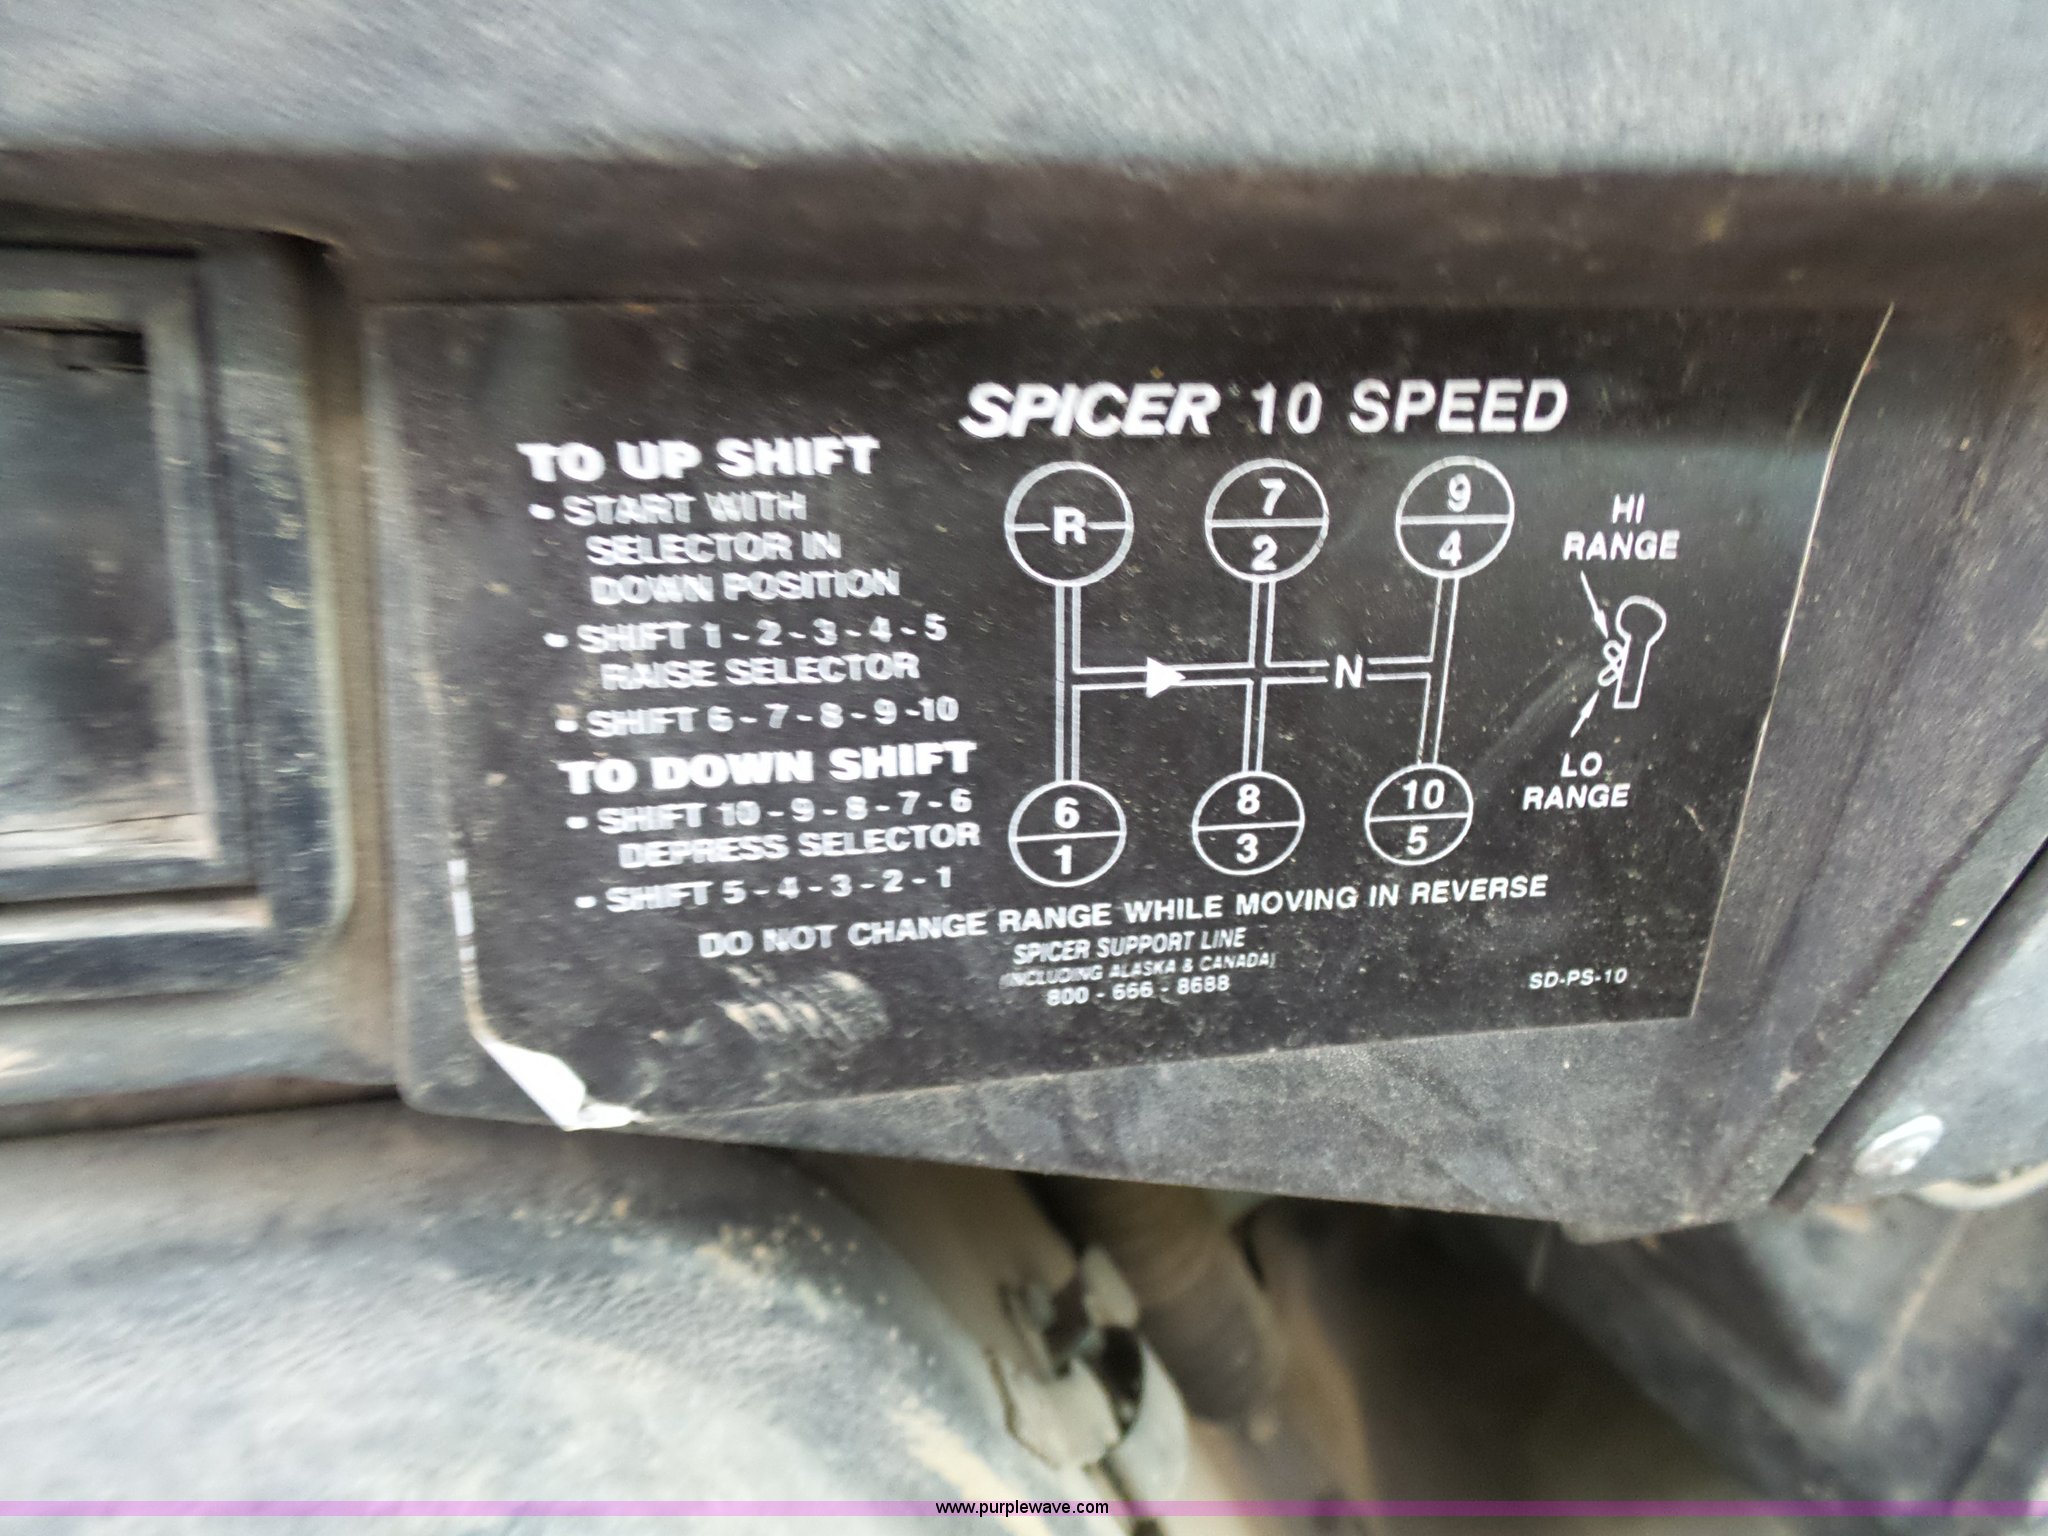 SPICER 10 SPEED
TO UP SHIFT
• START WITH
SELECTOR IN
DOWN POSITION
• SHIFT 1 - 2 - 3 - 4 - 5
RAISE SELECTOR
• SHIFT 6 - 7 - 8 - 9 -10
TO DOWN SHIFT
• SHIFT 10 - 9 - 8 - 7 - 6
DEPRESS SELECTOR
• SHIFT 5 - 4 - 3 - 2 - 1
R
7
2
9
4
N
6
1
8
3
10
5
HI
RANGE
LO
RANGE
DO NOT CHANGE RANGE WHILE MOVING IN REVERSE
SPICER SUPPORT LINE
(INCLUDING ALASKA & CANADA)
800 - 666 - 8688
SD-PS-10
www.purplewave.com